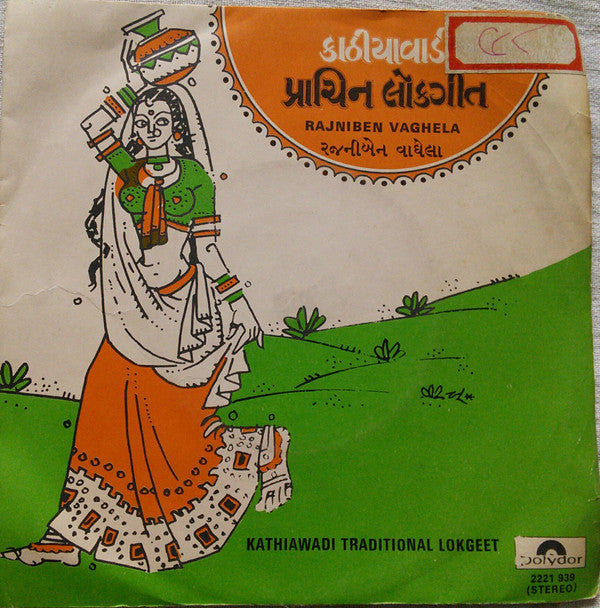 કાઠીયાવાડી
પ્રાચિન લોકગીત
RAJNIBEN VAGHELA
રજનીબેન વાઘેલા
KATHIAWADI TRADITIONAL LOKGEET
polydor
2221 939
(STEREO)